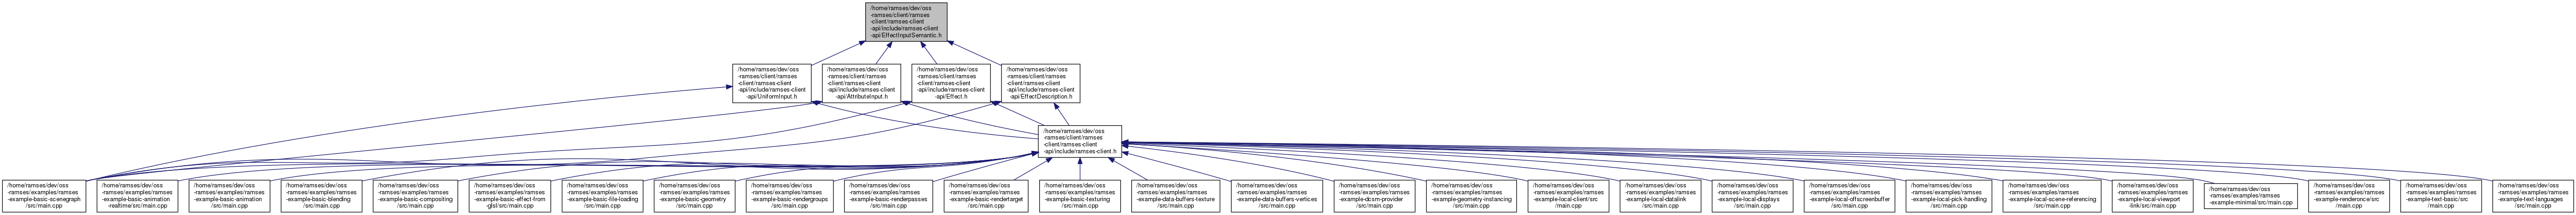 /home/ramses/dev/oss
-ramses/client/ramses
-client/ramses-client
-api/include/ramses-client
-api/EffectInputSemantic.h
/home/ramses/dev/oss
-ramses/client/ramses
-client/ramses-client
-api/include/ramses-client
-api/UniformInput.h
/home/ramses/dev/oss
-ramses/client/ramses
-client/ramses-client
-api/include/ramses-client
-api/AttributeInput.h
/home/ramses/dev/oss
-ramses/client/ramses
-client/ramses-client
-api/include/ramses-client
-api/Effect.h
/home/ramses/dev/oss
-ramses/client/ramses
-client/ramses-client
-api/include/ramses-client
-api/EffectDescription.h
/home/ramses/dev/oss
-ramses/client/ramses
-client/ramses-client
-api/include/ramses-client.h
/home/ramses/dev/oss
-ramses/examples/ramses
-example-basic-scenegraph
/src/main.cpp
/home/ramses/dev/oss
-ramses/examples/ramses
-example-basic-animation
-realtime/src/main.cpp
/home/ramses/dev/oss
-ramses/examples/ramses
-example-basic-animation
/src/main.cpp
/home/ramses/dev/oss
-ramses/examples/ramses
-example-basic-blending
/src/main.cpp
/home/ramses/dev/oss
-ramses/examples/ramses
-example-basic-compositing
/src/main.cpp
/home/ramses/dev/oss
-ramses/examples/ramses
-example-basic-effect-from
-glsl/src/main.cpp
/home/ramses/dev/oss
-ramses/examples/ramses
-example-basic-file-loading
/src/main.cpp
/home/ramses/dev/oss
-ramses/examples/ramses
-example-basic-geometry
/src/main.cpp
/home/ramses/dev/oss
-ramses/examples/ramses
-example-basic-rendergroups
/src/main.cpp
/home/ramses/dev/oss
-ramses/examples/ramses
-example-basic-renderpasses
/src/main.cpp
/home/ramses/dev/oss
-ramses/examples/ramses
-example-basic-rendertarget
/src/main.cpp
/home/ramses/dev/oss
-ramses/examples/ramses
-example-basic-texturing
/src/main.cpp
/home/ramses/dev/oss
-ramses/examples/ramses
-example-data-buffers-texture
/src/main.cpp
/home/ramses/dev/oss
-ramses/examples/ramses
-example-data-buffers-vertices
/src/main.cpp
/home/ramses/dev/oss
-ramses/examples/ramses
-example-dcsm-provider
/src/main.cpp
/home/ramses/dev/oss
-ramses/examples/ramses
-example-geometry-instancing
/src/main.cpp
/home/ramses/dev/oss
-ramses/examples/ramses
-example-local-client/src
/main.cpp
/home/ramses/dev/oss
-ramses/examples/ramses
-example-local-datalink
/src/main.cpp
/home/ramses/dev/oss
-ramses/examples/ramses
-example-local-displays
/src/main.cpp
/home/ramses/dev/oss
-ramses/examples/ramses
-example-local-offscreenbuffer
/src/main.cpp
/home/ramses/dev/oss
-ramses/examples/ramses
-example-local-pick-handling
/src/main.cpp
/home/ramses/dev/oss
-ramses/examples/ramses
-example-local-scene-referencing
/src/main.cpp
/home/ramses/dev/oss
-ramses/examples/ramses
-example-local-viewport
-link/src/main.cpp
/home/ramses/dev/oss
-ramses/examples/ramses
-example-minimal/src/main.cpp
/home/ramses/dev/oss
-ramses/examples/ramses
-example-renderonce/src
/main.cpp
/home/ramses/dev/oss
-ramses/examples/ramses
-example-text-basic/src
/main.cpp
/home/ramses/dev/oss
-ramses/examples/ramses
-example-text-languages
/src/main.cpp